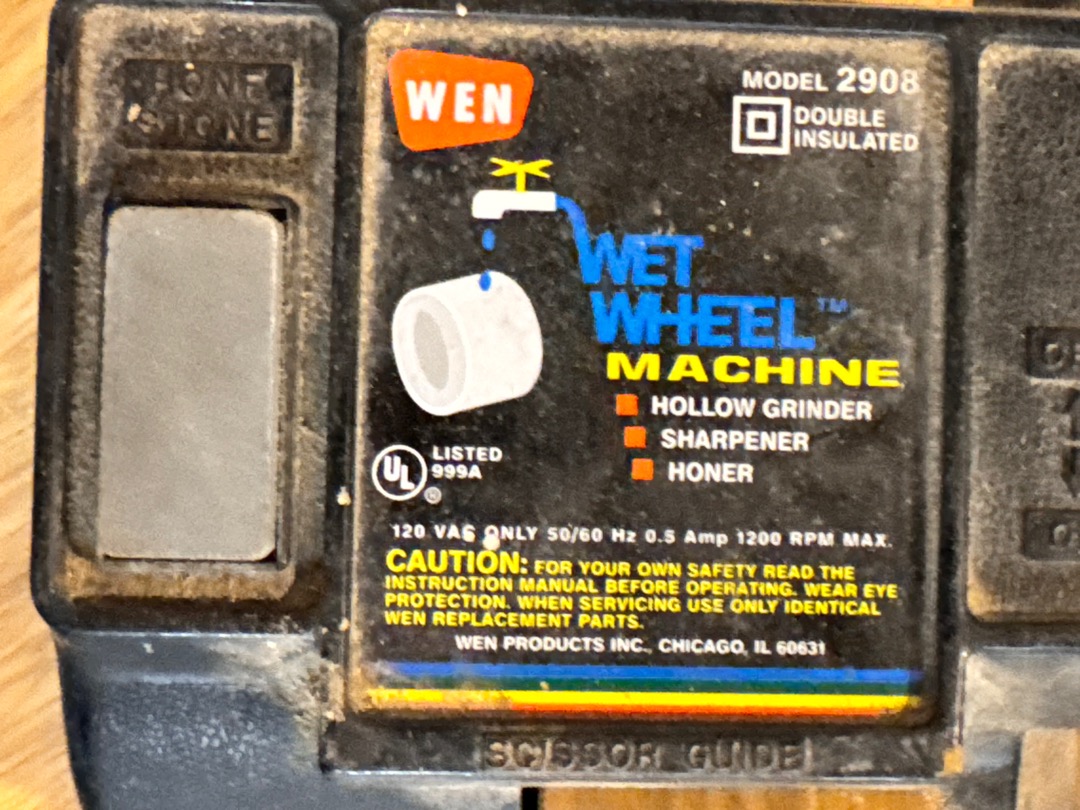 HONE
STONE
WEN
MODEL 2908
DOUBLE
INSULATED
WET
WHEEL™
MACHINE
HOLLOW GRINDER
SHARPENER
HONER
UL
LISTED
999A
®
120 VAC ONLY 50/60 Hz 0.5 Amp 1200 RPM MAX.
CAUTION: FOR YOUR OWN SAFETY READ THE
INSTRUCTION MANUAL BEFORE OPERATING. WEAR EYE
PROTECTION. WHEN SERVICING USE ONLY IDENTICAL
WEN REPLACEMENT PARTS.
WEN PRODUCTS INC., CHICAGO, IL 60631
SCISSOR GUIDE